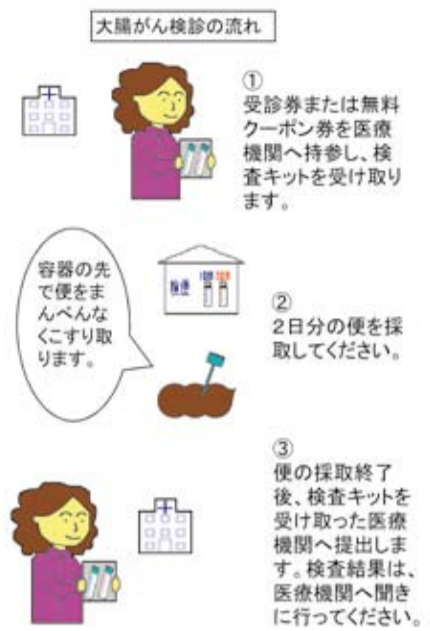 大腸がん検診の流れ
①
受診券または無料
クーポン券を医療
機関へ持参し、検
査キットを受け取り
ます。
容器の先
で便をま
んべんな
くこすり取
ります。
②
2日分の便を採
取してください。
③
便の採取終了
後、検査キットを
受け取った医療
機関へ提出しま
す。検査結果は、
医療機関へ聞き
に行ってください。